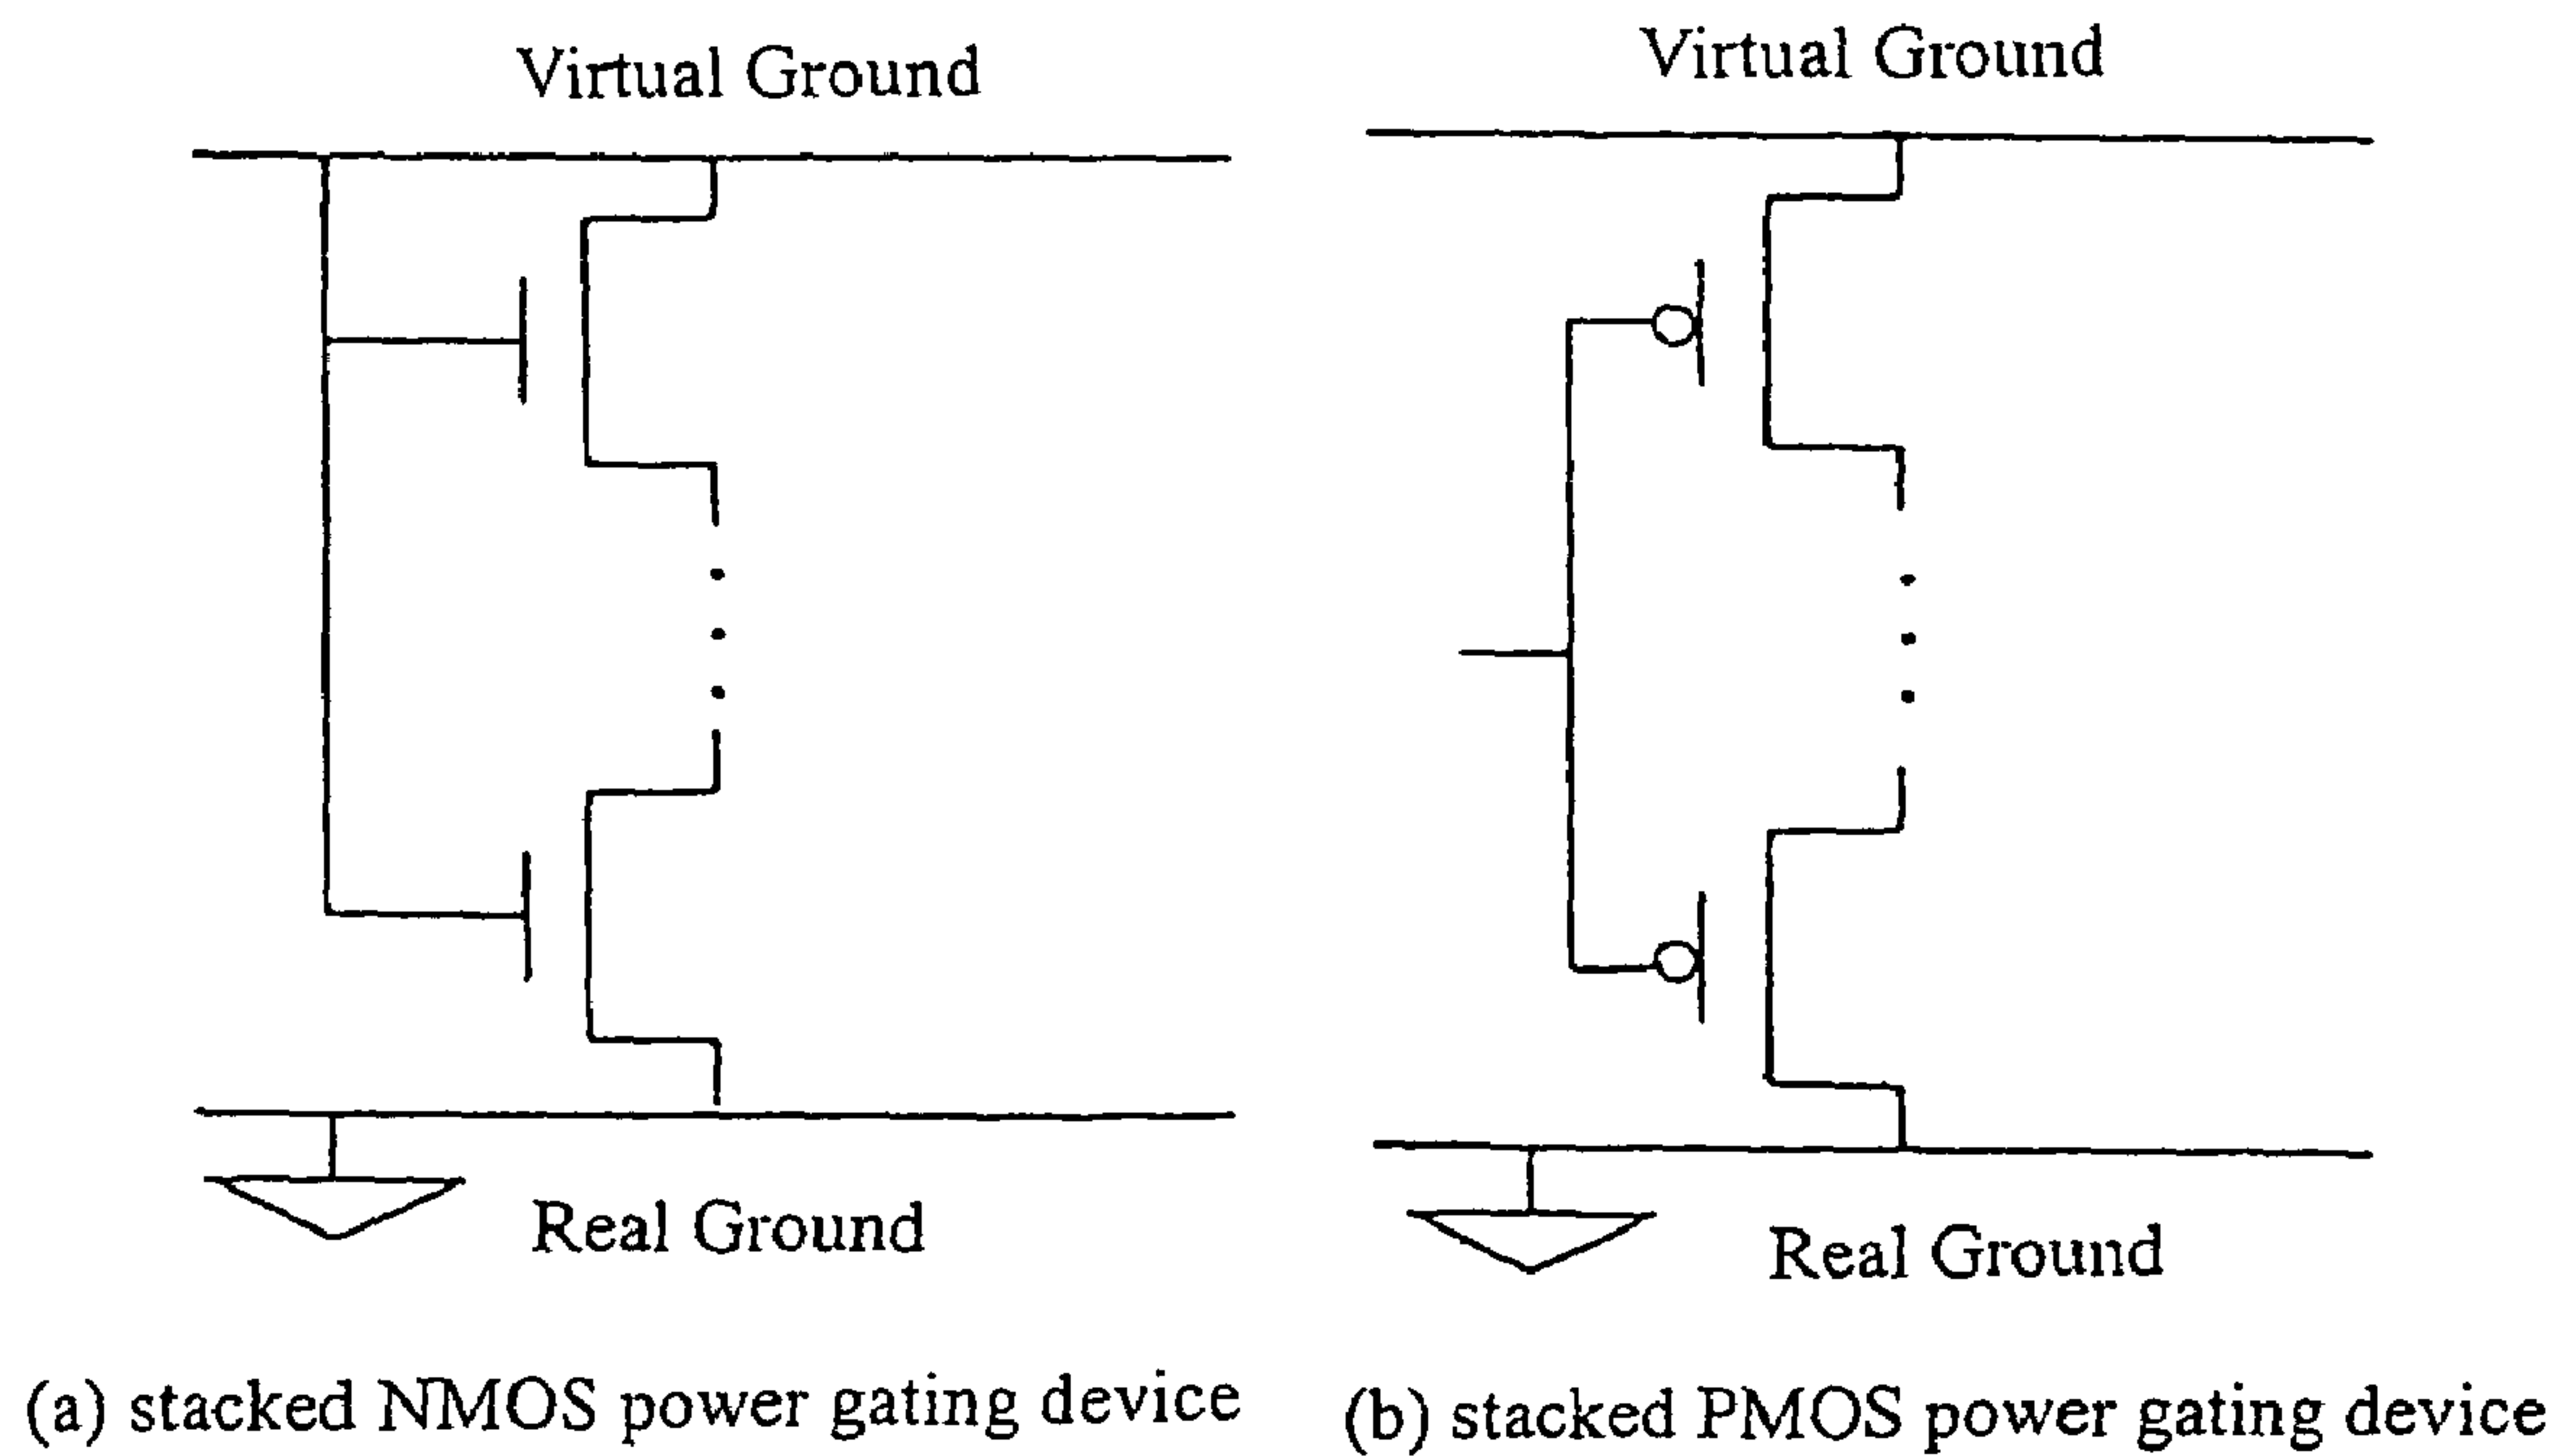 Virtual Ground
Virtual Ground
Real Ground
Real Ground
(a) stacked NMOS power gating device
(b) stacked PMOS power gating device